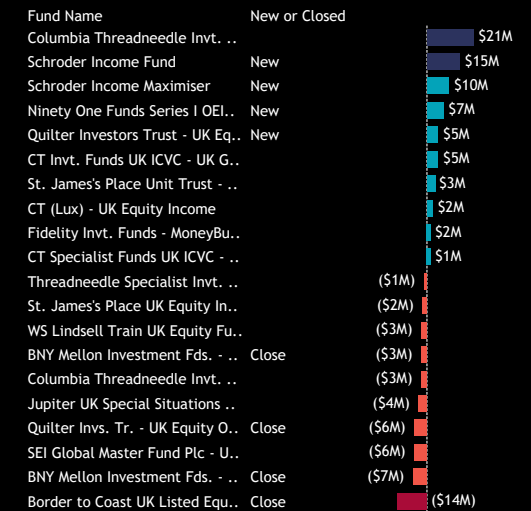 Fund Name New or Closed
Columbia Threadneedle Invt. .. $21M
Schroder Income Fund New $15M
Schroder Income Maximiser New $10M
Ninety One Funds Series I OEI.. New $7M
Quilter Investors Trust - UK Eq.. New $5M
CT Invt. Funds UK ICVC - UK G.. $5M
St. James's Place Unit Trust - .. $3M
CT (Lux) - UK Equity Income $2M
Fidelity Invt. Funds - MoneyBu.. $2M
CT Specialist Funds UK ICVC - .. $1M
Threadneedle Specialist Invt. .. ($1M)
St. James's Place UK Equity In.. ($2M)
WS Lindsell Train UK Equity Fu.. ($3M)
BNY Mellon Investment Fds. - .. Close ($3M)
Columbia Threadneedle Invt. .. ($3M)
Jupiter UK Special Situations .. ($4M)
Quilter Invs. Tr. - UK Equity O.. Close ($6M)
SEI Global Master Fund Plc - U.. ($6M)
BNY Mellon Investment Fds. - .. Close ($7M)
Border to Coast UK Listed Equ.. Close ($14M)